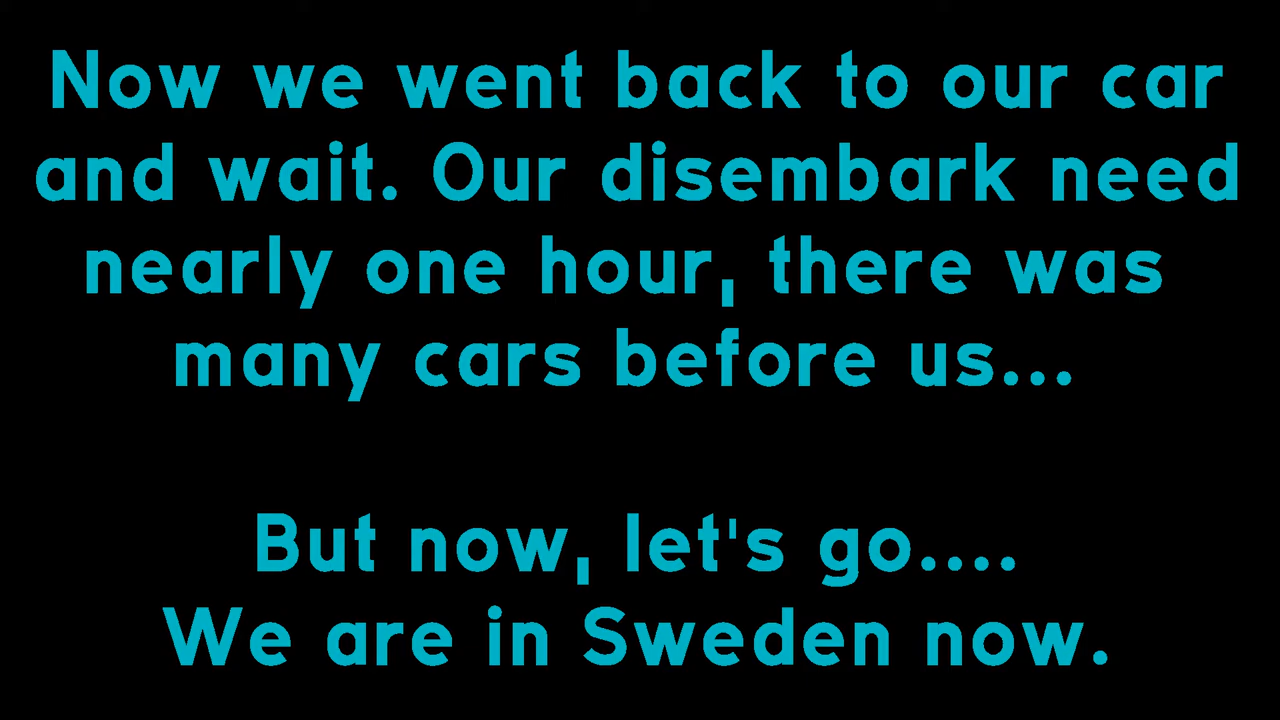 Now we went back to our car
and wait. Our disembark need
nearly one hour, there was
many cars before us...
But now, let's go....
We are in Sweden now.